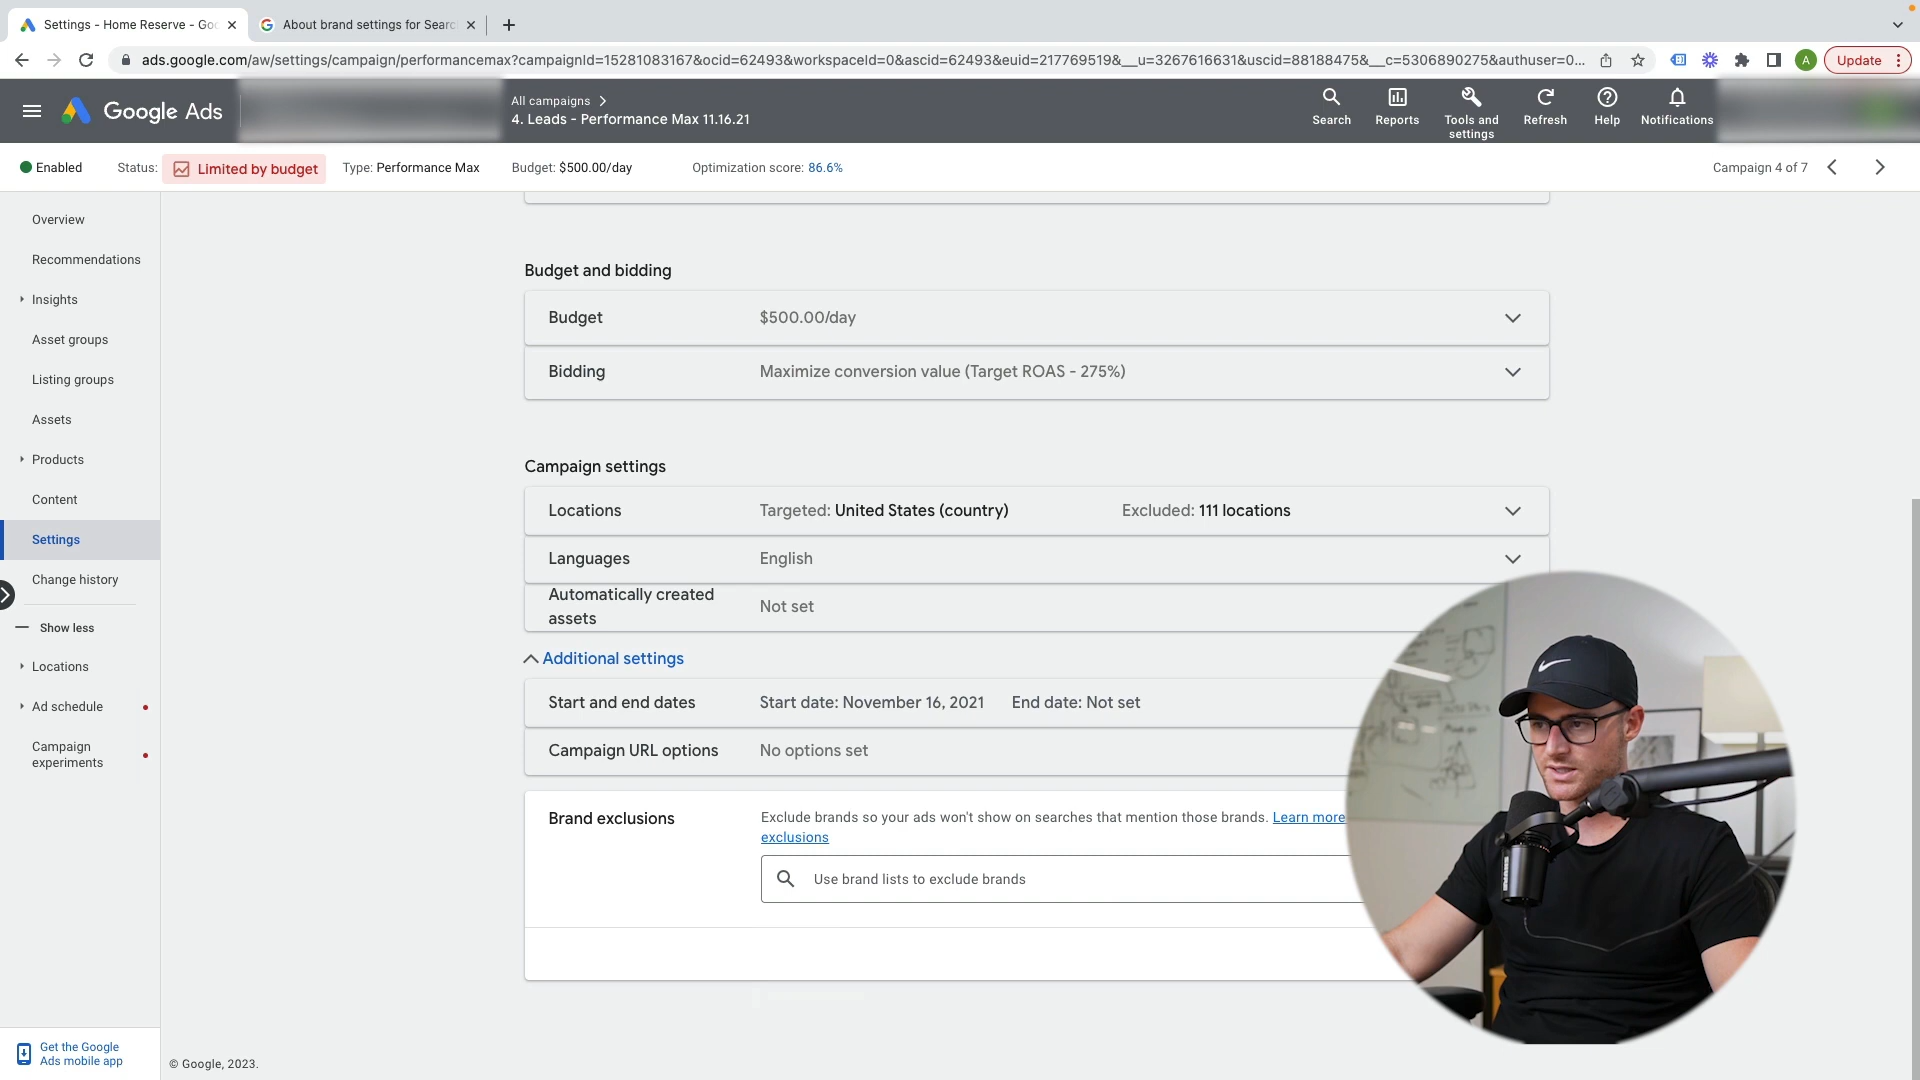 Settings - Home Reserve - Goo
About brand settings for Searc
ads.google.com/aw/settings/campaign/performancemax?campaignId=15281083167&ocid=62493&workspaceId=0&ascid=62493&euid=217769519&__u=3267616631&uscid=88188475&__c=5306890275&authuser=0...
A
Update
Google Ads
All campaigns
4. Leads - Performance Max 11.16.21
Search
Reports
Tools and settings
Refresh
Help
Notifications
Enabled
Status: Limited by budget
Type: Performance Max
Budget: $500.00/day
Optimization score: 86.6%
Campaign 4 of 7
Overview
Recommendations
Insights
Asset groups
Listing groups
Assets
Products
Content
Settings
Change history
Show less
Locations
Ad schedule
Campaign
experiments
Get the Google
Ads mobile app
Budget and bidding
Budget $500.00/day
Bidding Maximize conversion value (Target ROAS - 275%)
Campaign settings
Locations Targeted: United States (country) Excluded: 111 locations
Languages English
Automatically created
assets
Not set
Additional settings
Start and end dates Start date: November 16, 2021 End date: Not set
Campaign URL options No options set
Brand exclusions Exclude brands so your ads won't show on searches that mention those brands. Learn more
exclusions
Use brand lists to exclude brands
© Google, 2023.